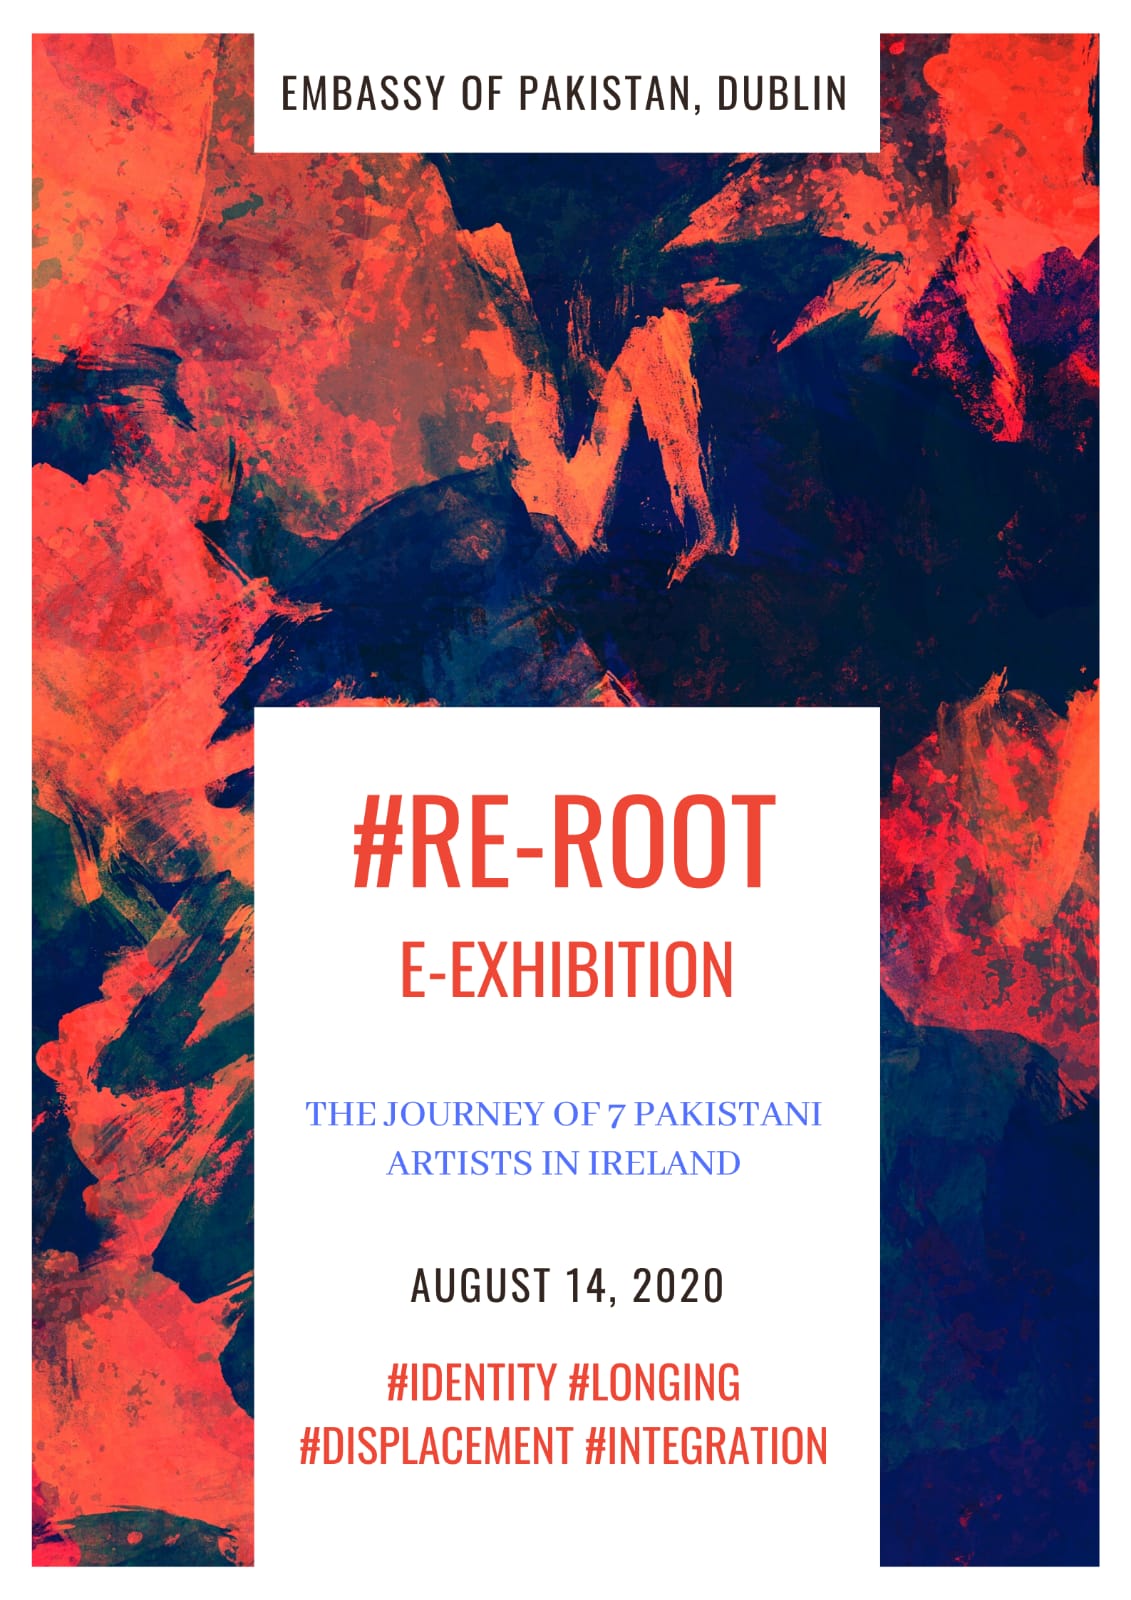 EMBASSY OF PAKISTAN, DUBLIN
#RE-ROOT
E-EXHIBITION
THE JOURNEY OF 7 PAKISTANI
ARTISTS IN IRELAND
AUGUST 14, 2020
#IDENTITY #LONGING
#DISPLACEMENT #INTEGRATION